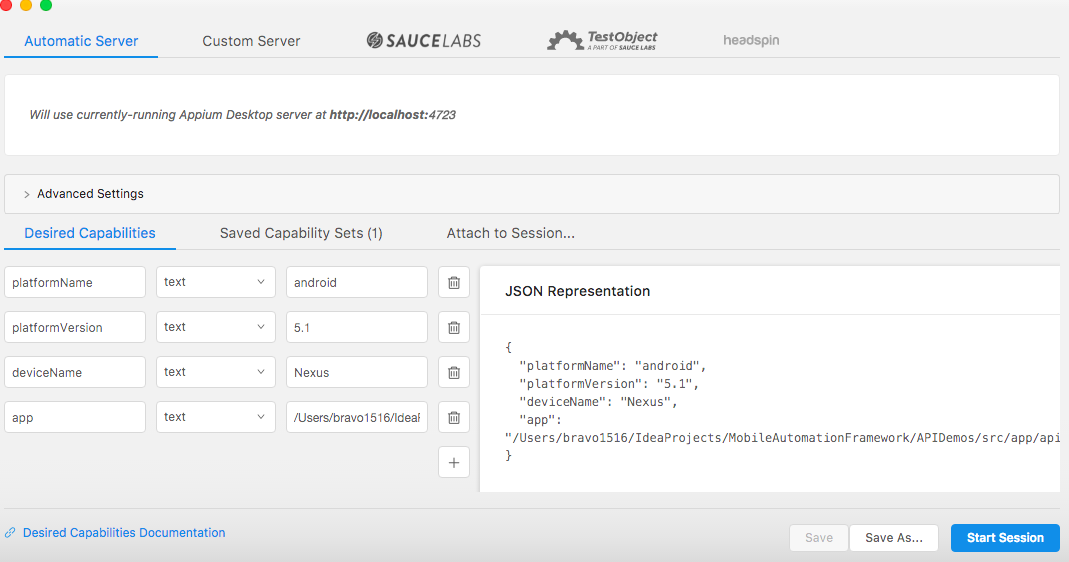 Automatic Server
Custom Server
SAUCELABS
TestObject
A PART OF SAUCE LABS
headspin
Will use currently-running Appium Desktop server at http://localhost:4723
Advanced Settings
Desired Capabilities
Saved Capability Sets (1)
Attach to Session...
platformName text android
platformVersion text 5.1
deviceName text Nexus
app text /Users/bravo1516/IdeaP
JSON Representation
{
"platformName": "android",
"platformVersion": "5.1",
"deviceName": "Nexus",
"app":
"/Users/bravo1516/IdeaProjects/MobileAutomationFramework/APIDemos/src/app/api
}
Desired Capabilities Documentation
Save
Save As...
Start Session